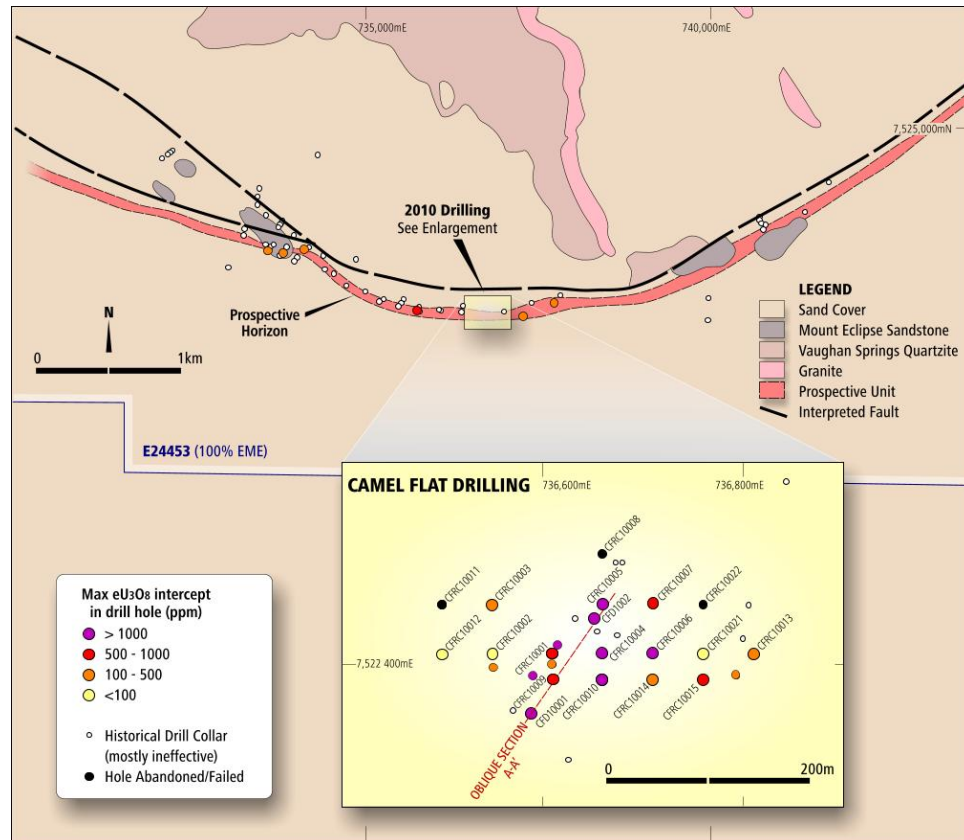 735,000mE
740,000mE
7,525,000mN
2010 Drilling
See Enlargement
Prospective
Horizon
N
0
1km
LEGEND
Sand Cover
Mount Eclipse Sandstone
Vaughan Springs Quartzite
Granite
Prospective Unit
Interpreted Fault
E24453 (100% EME)
CAMEL FLAT DRILLING
736,600mE
736,800mE
CFRC10008
CFRC10011
CFRC10003
CFRC10005
CFRC10007
CFRC10022
CFD1002
CFRC10012
CFRC10002
CFRC10001
CFRC10004
CFRC10006
CFRC10021
CFRC10013
7,522 400mE
CFRC10009
CFD10001
CFRC10010
CFRC10014
CFRC10015
OBLIQUE SECTION
A-A'
0
200m
Max eU3O8 intercept
in drill hole (ppm)
> 1000
500 - 1000
100 - 500
<100
Historical Drill Collar
(mostly ineffective)
Hole Abandoned/Failed